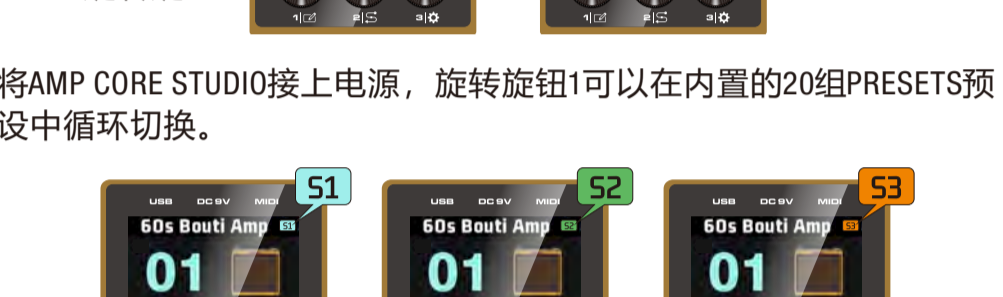 1 2 3 1 2 3
将AMP CORE STUDIO接上电源，旋转旋钮1可以在内置的20组PRESETS预
设中循环切换。
S1 S2 S3
USB DC 9V MIDI USB DC 9V MIDI USB DC 9V MIDI
60s Bouti Amp S1 60s Bouti Amp S2 60s Bouti Amp S3
01 01 01